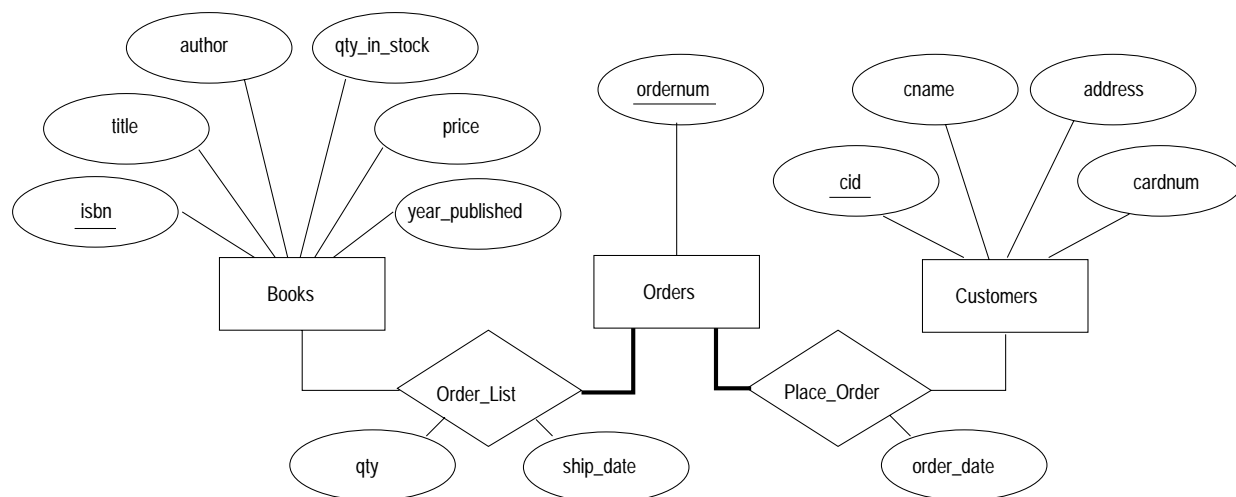 author
qty_in_stock
ordernum
cname
address
title
price
isbn
year_published
cid
cardnum
Books
Orders
Customers
Order_List
Place_Order
qty
ship_date
order_date